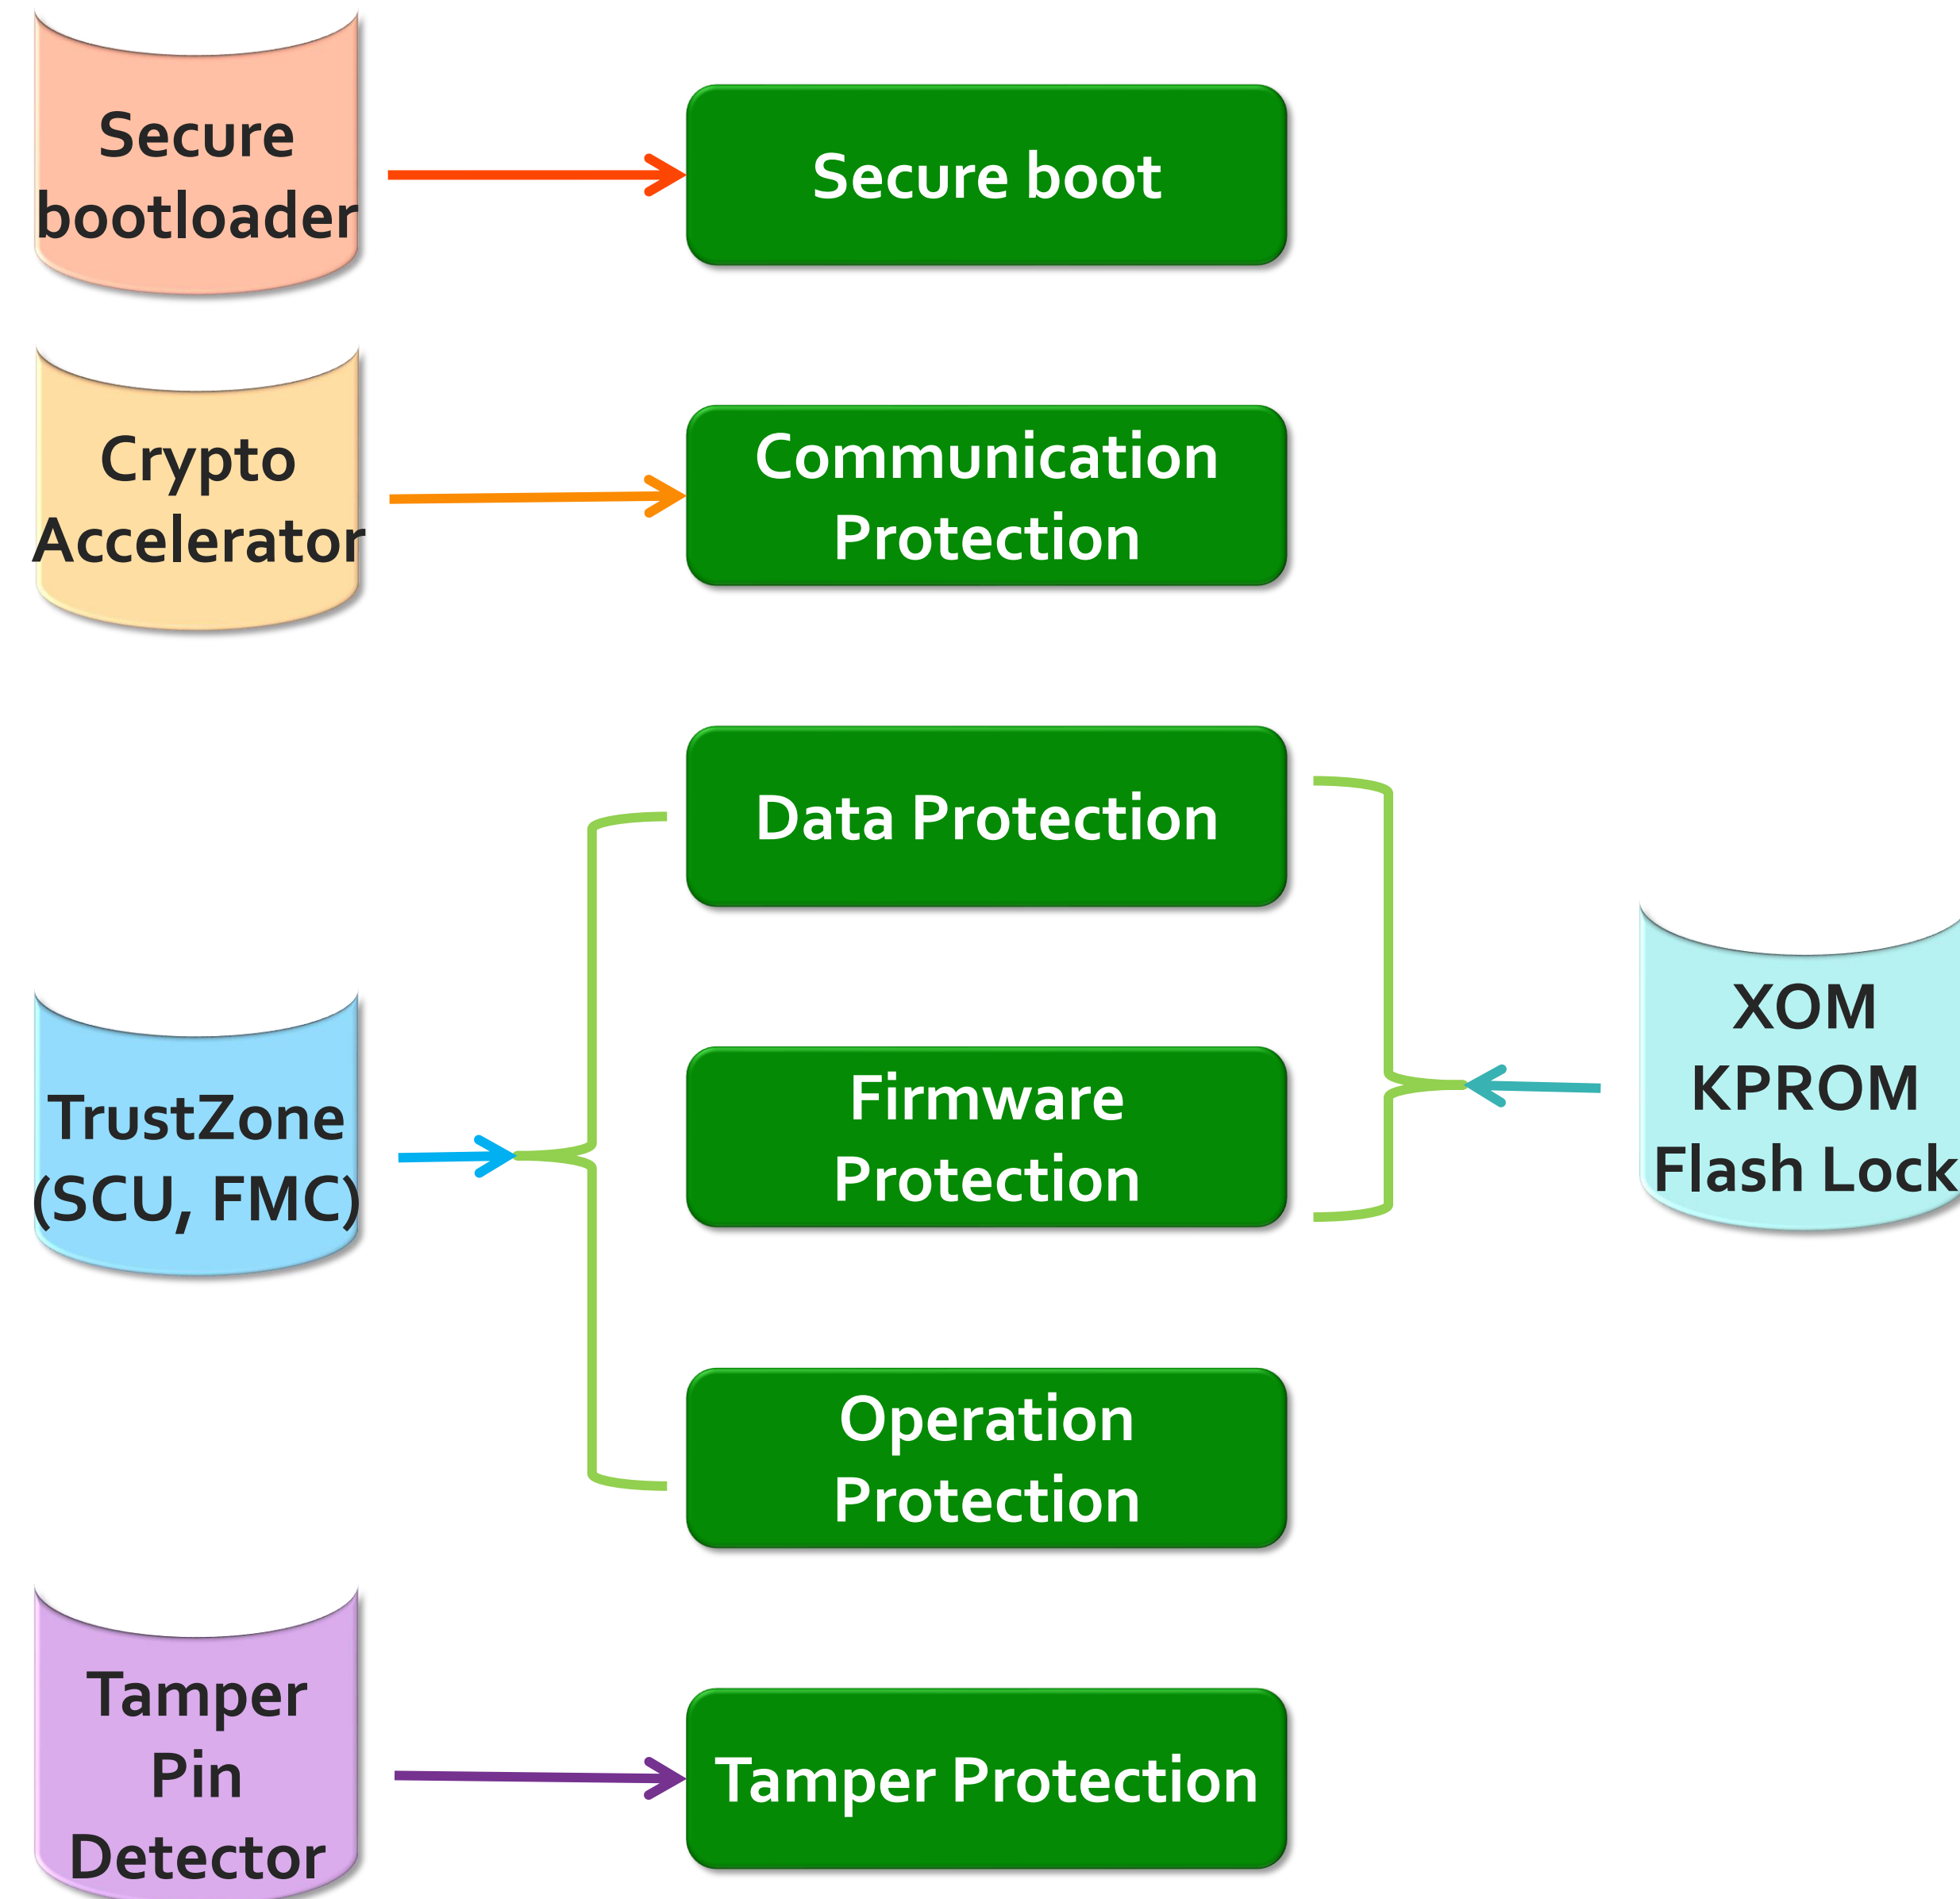 Secure
bootloader
Secure boot
Crypto
Accelerator
Communication
Protection
Data Protection
TrustZone
(SCU, FMC)
Firmware
Protection
XOM
KPROM
Flash Lock
Operation
Protection
Tamper
Pin
Detector
Tamper Protection